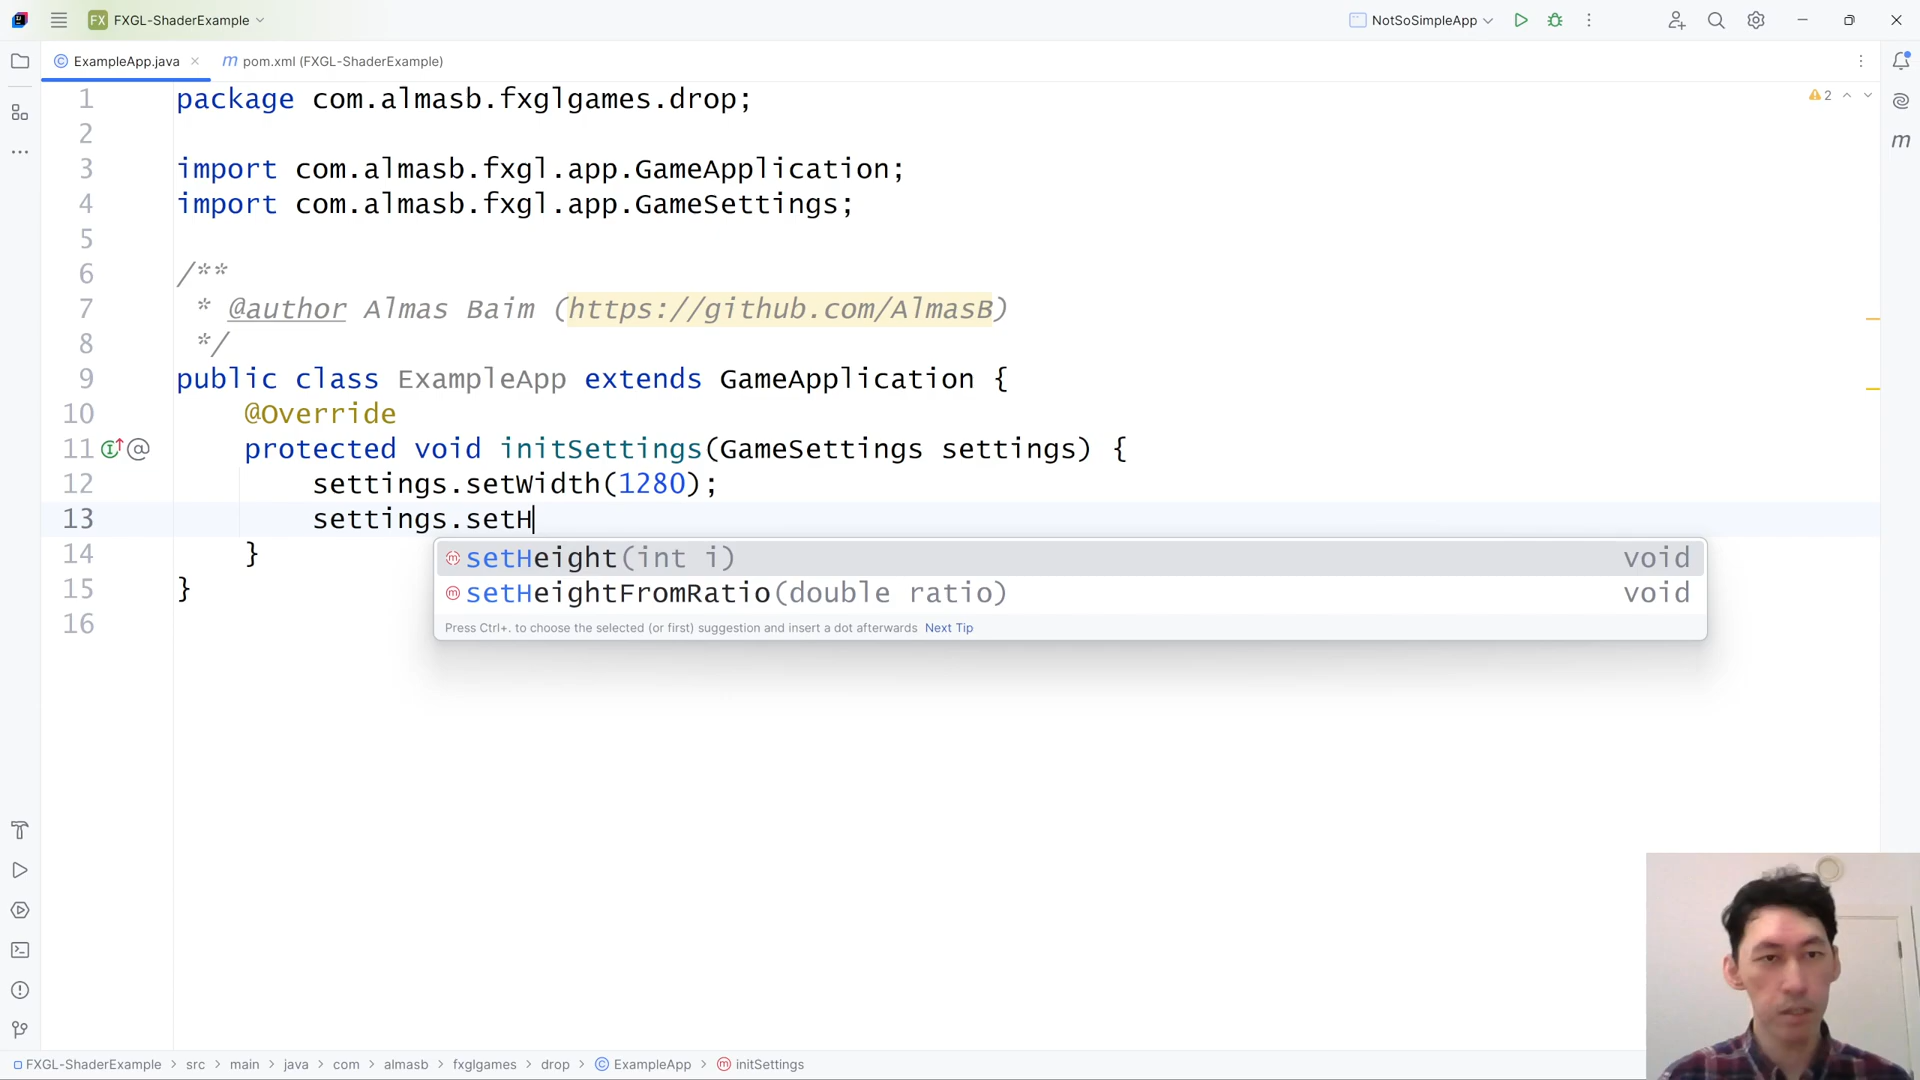 FX FXGL-ShaderExample NotSoSimpleApp
ExampleApp.java m pom.xml (FXGL-ShaderExample)
1 package com.almasb.fxglgames.drop; 2
2
3 import com.almasb.fxgl.app.GameApplication;
4 import com.almasb.fxgl.app.GameSettings;
5
6 /**
7 * @author Almas Baim (https://github.com/AlmasB)
8 */
9 public class ExampleApp extends GameApplication {
10 @Override
11 protected void initSettings(GameSettings settings) {
12 settings.setWidth(1280);
13 settings.setH
14 }
15 }
16
setHeight(int i) void
setHeightFromRatio(double ratio) void
Press Ctrl+. to choose the selected (or first) suggestion and insert a dot afterwards Next Tip
FXGL-ShaderExample > src > main > java > com > almasb > fxglgames > drop > ExampleApp > initSettings